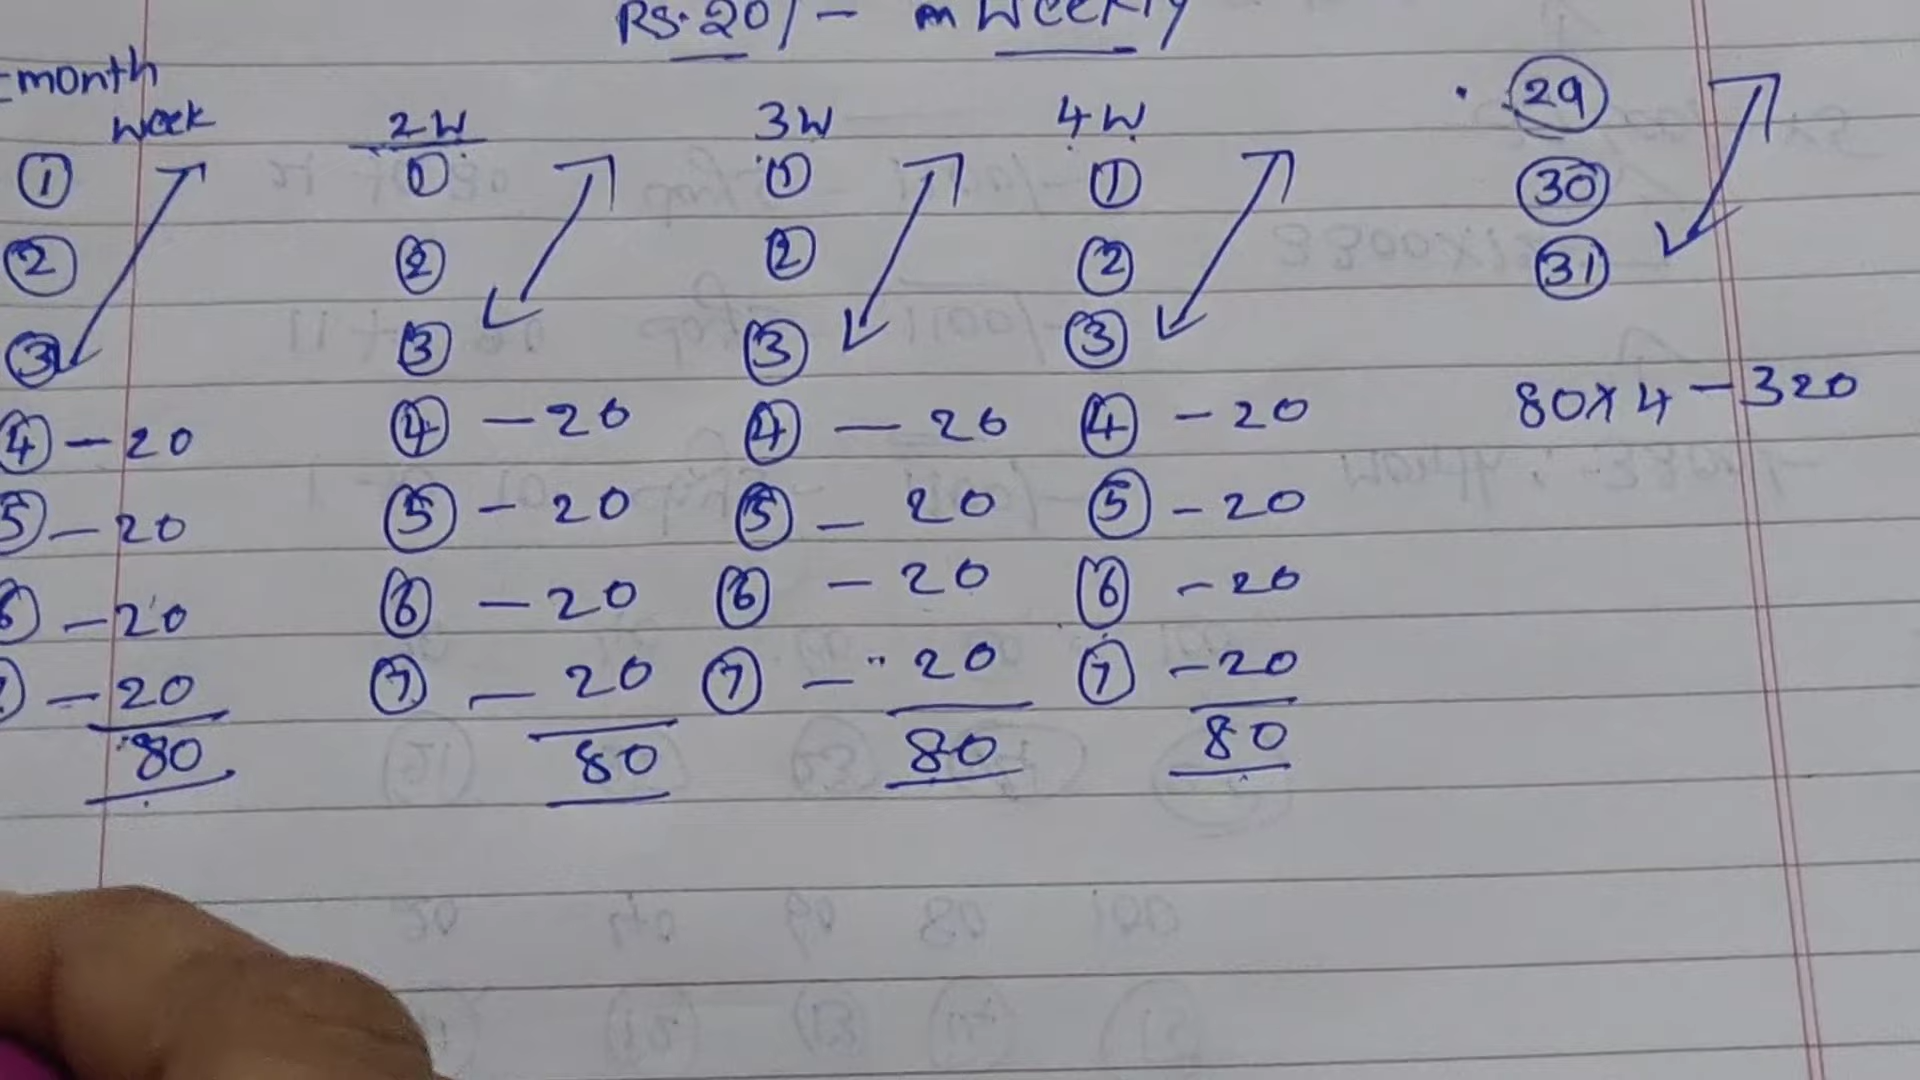 Rs. 20/- in Weekly
month
week 2W 3W 4W 29
1 1 1 1 30
2 2 2 2 31
3 3 3 3
4 - 20 4 - 20 4 - 20 4 - 20 80x4 - 320
5 - 20 5 - 20 5 - 20 5 - 20
6 - 20 6 - 20 6 - 20 6 - 20
7 - 20 7 - 20 7 - 20 7 - 20
80 80 80 80